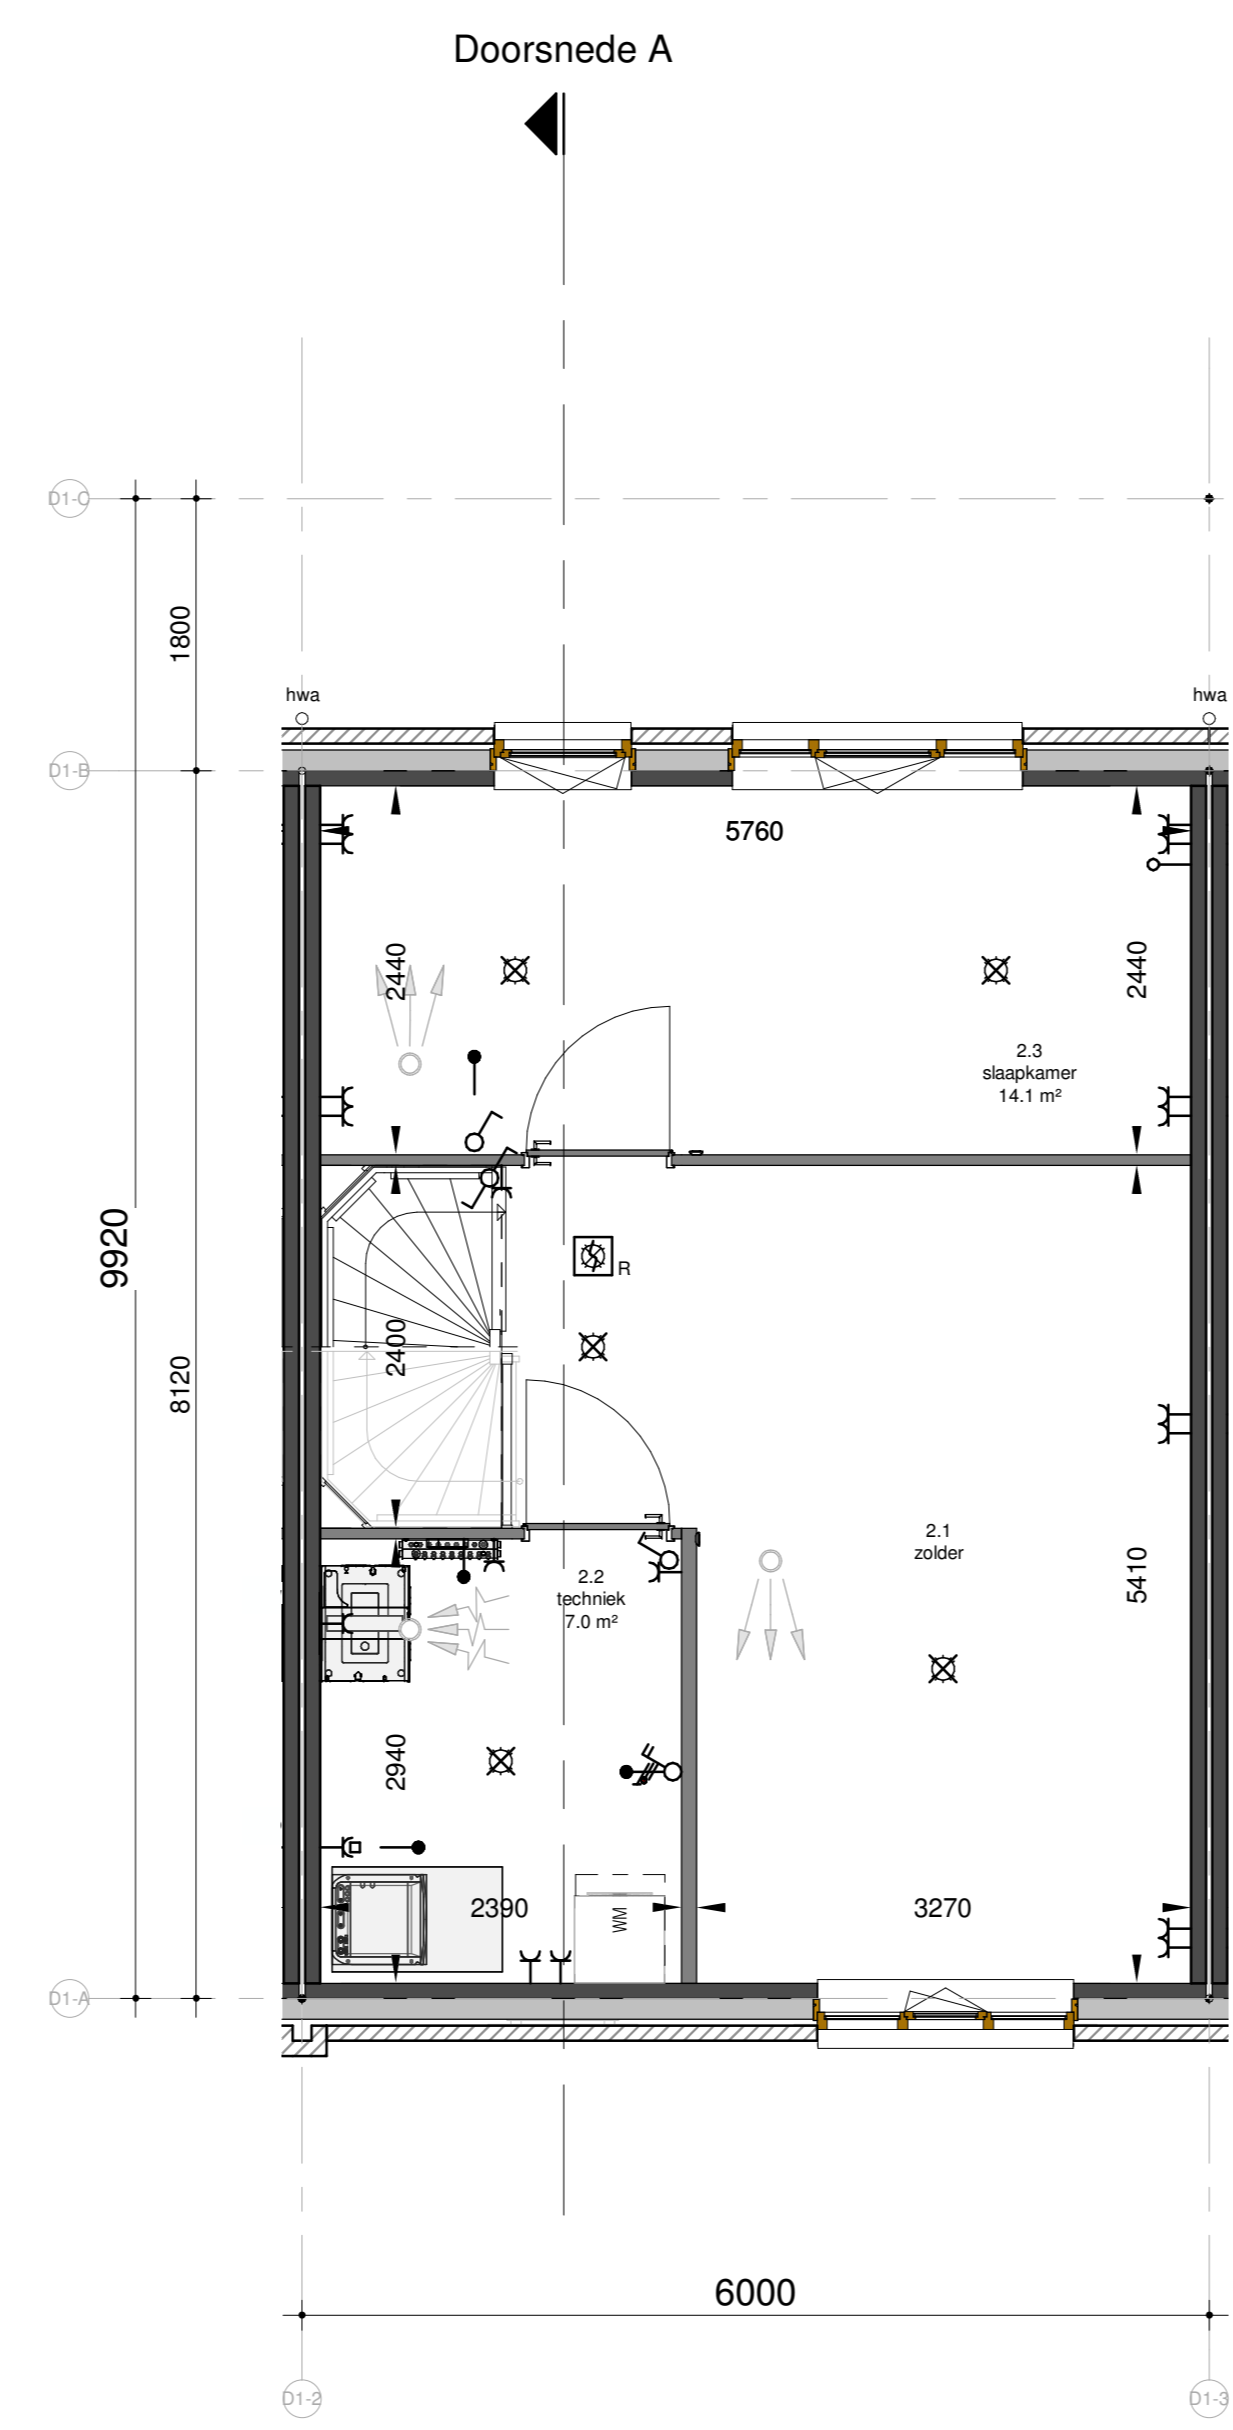 Doorsnede A
D1-C
1800
hwa
hwa
D1-B
5760
2440
2440
2.3
slaapkamer
14.1 m²
9920
R
2400
8120
2.1
zolder
5410
2.2
techniek
7.0 m²
2940
2390
WM
3270
D1-A
6000
D1-2
D1-3